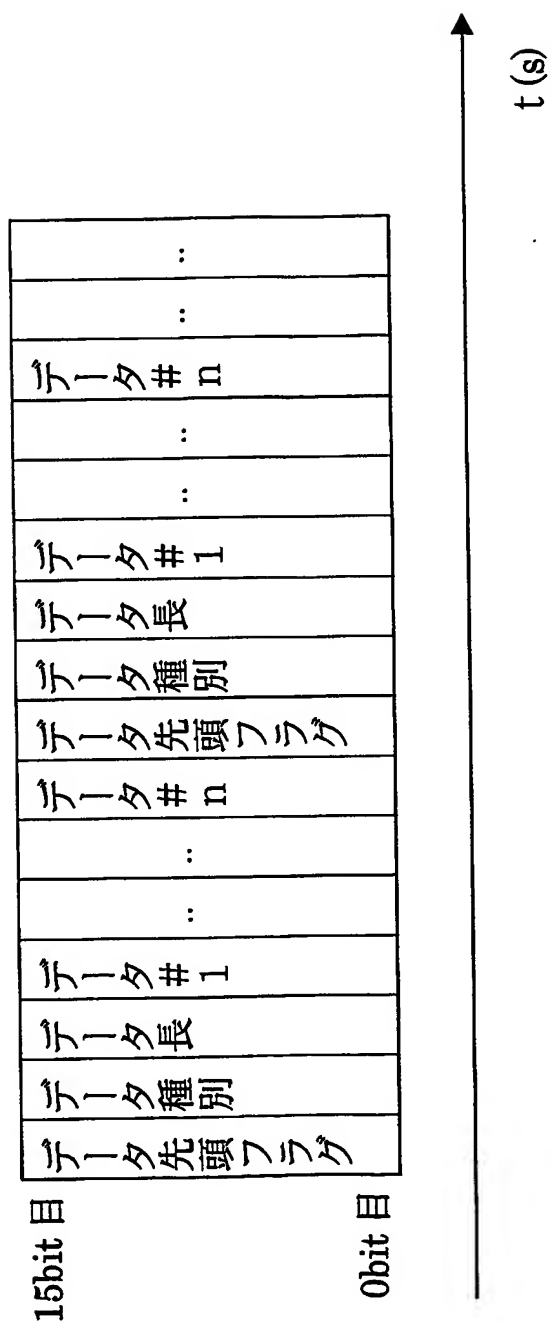 15bit 目
0bit 目
データ先頭フラグ
データ種別
データ長
データ# 1
..
..
データ# n
データ先頭フラグ
データ種別
データ長
データ# 1
..
..
データ# n
..
..
t (s)